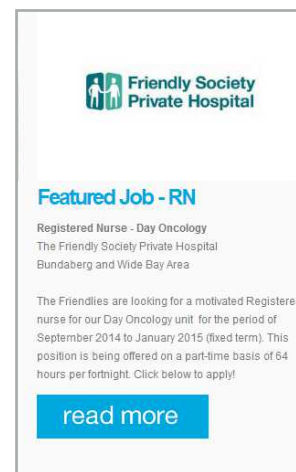 Friendly Society
Private Hospital
Featured Job - RN
Registered Nurse - Day Oncology
The Friendly Society Private Hospital
Bundaberg and Wide Bay Area
The Friendlies are looking for a motivated Registere
nurse for our Day Oncology unit for the period of
September 2014 to January 2015 (fixed term). This
position is being offered on a part-time basis of 64
hours per fortnight. Click below to apply!
read more